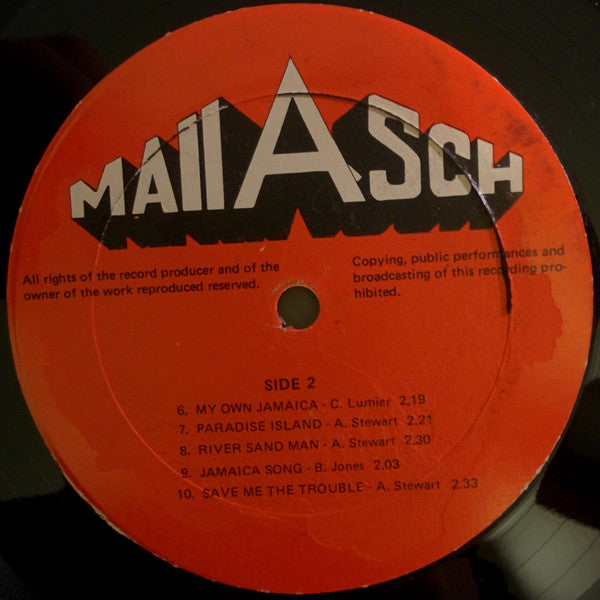 MAllASCH
All rights of the record producer and of the
owner of the work reproduced reserved.
Copying, public performances and
broadcasting of this recording pro-
hibited.
SIDE 2
6. MY OWN JAMAICA - C. Lumier 2.19
7. PARADISE ISLAND - A. Stewart 2.21
8. RIVER SAND MAN - A. Stewart 2.30
9. JAMAICA SONG - B. Jones 2.03
10. SAVE ME THE TROUBLE - A. Stewart 2.33